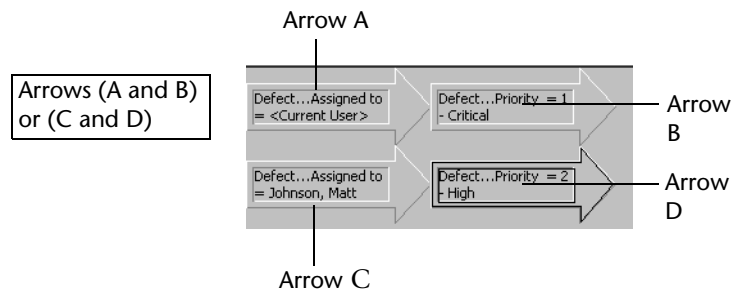 Arrow A
Arrows (A and B)
or (C and D)
Defect...Assigned to
= <Current User>
Defect...Priority = 1
- Critical
Arrow
B
Defect...Assigned to
= Johnson, Matt
Defect...Priority = 2
- High
Arrow
D
Arrow C